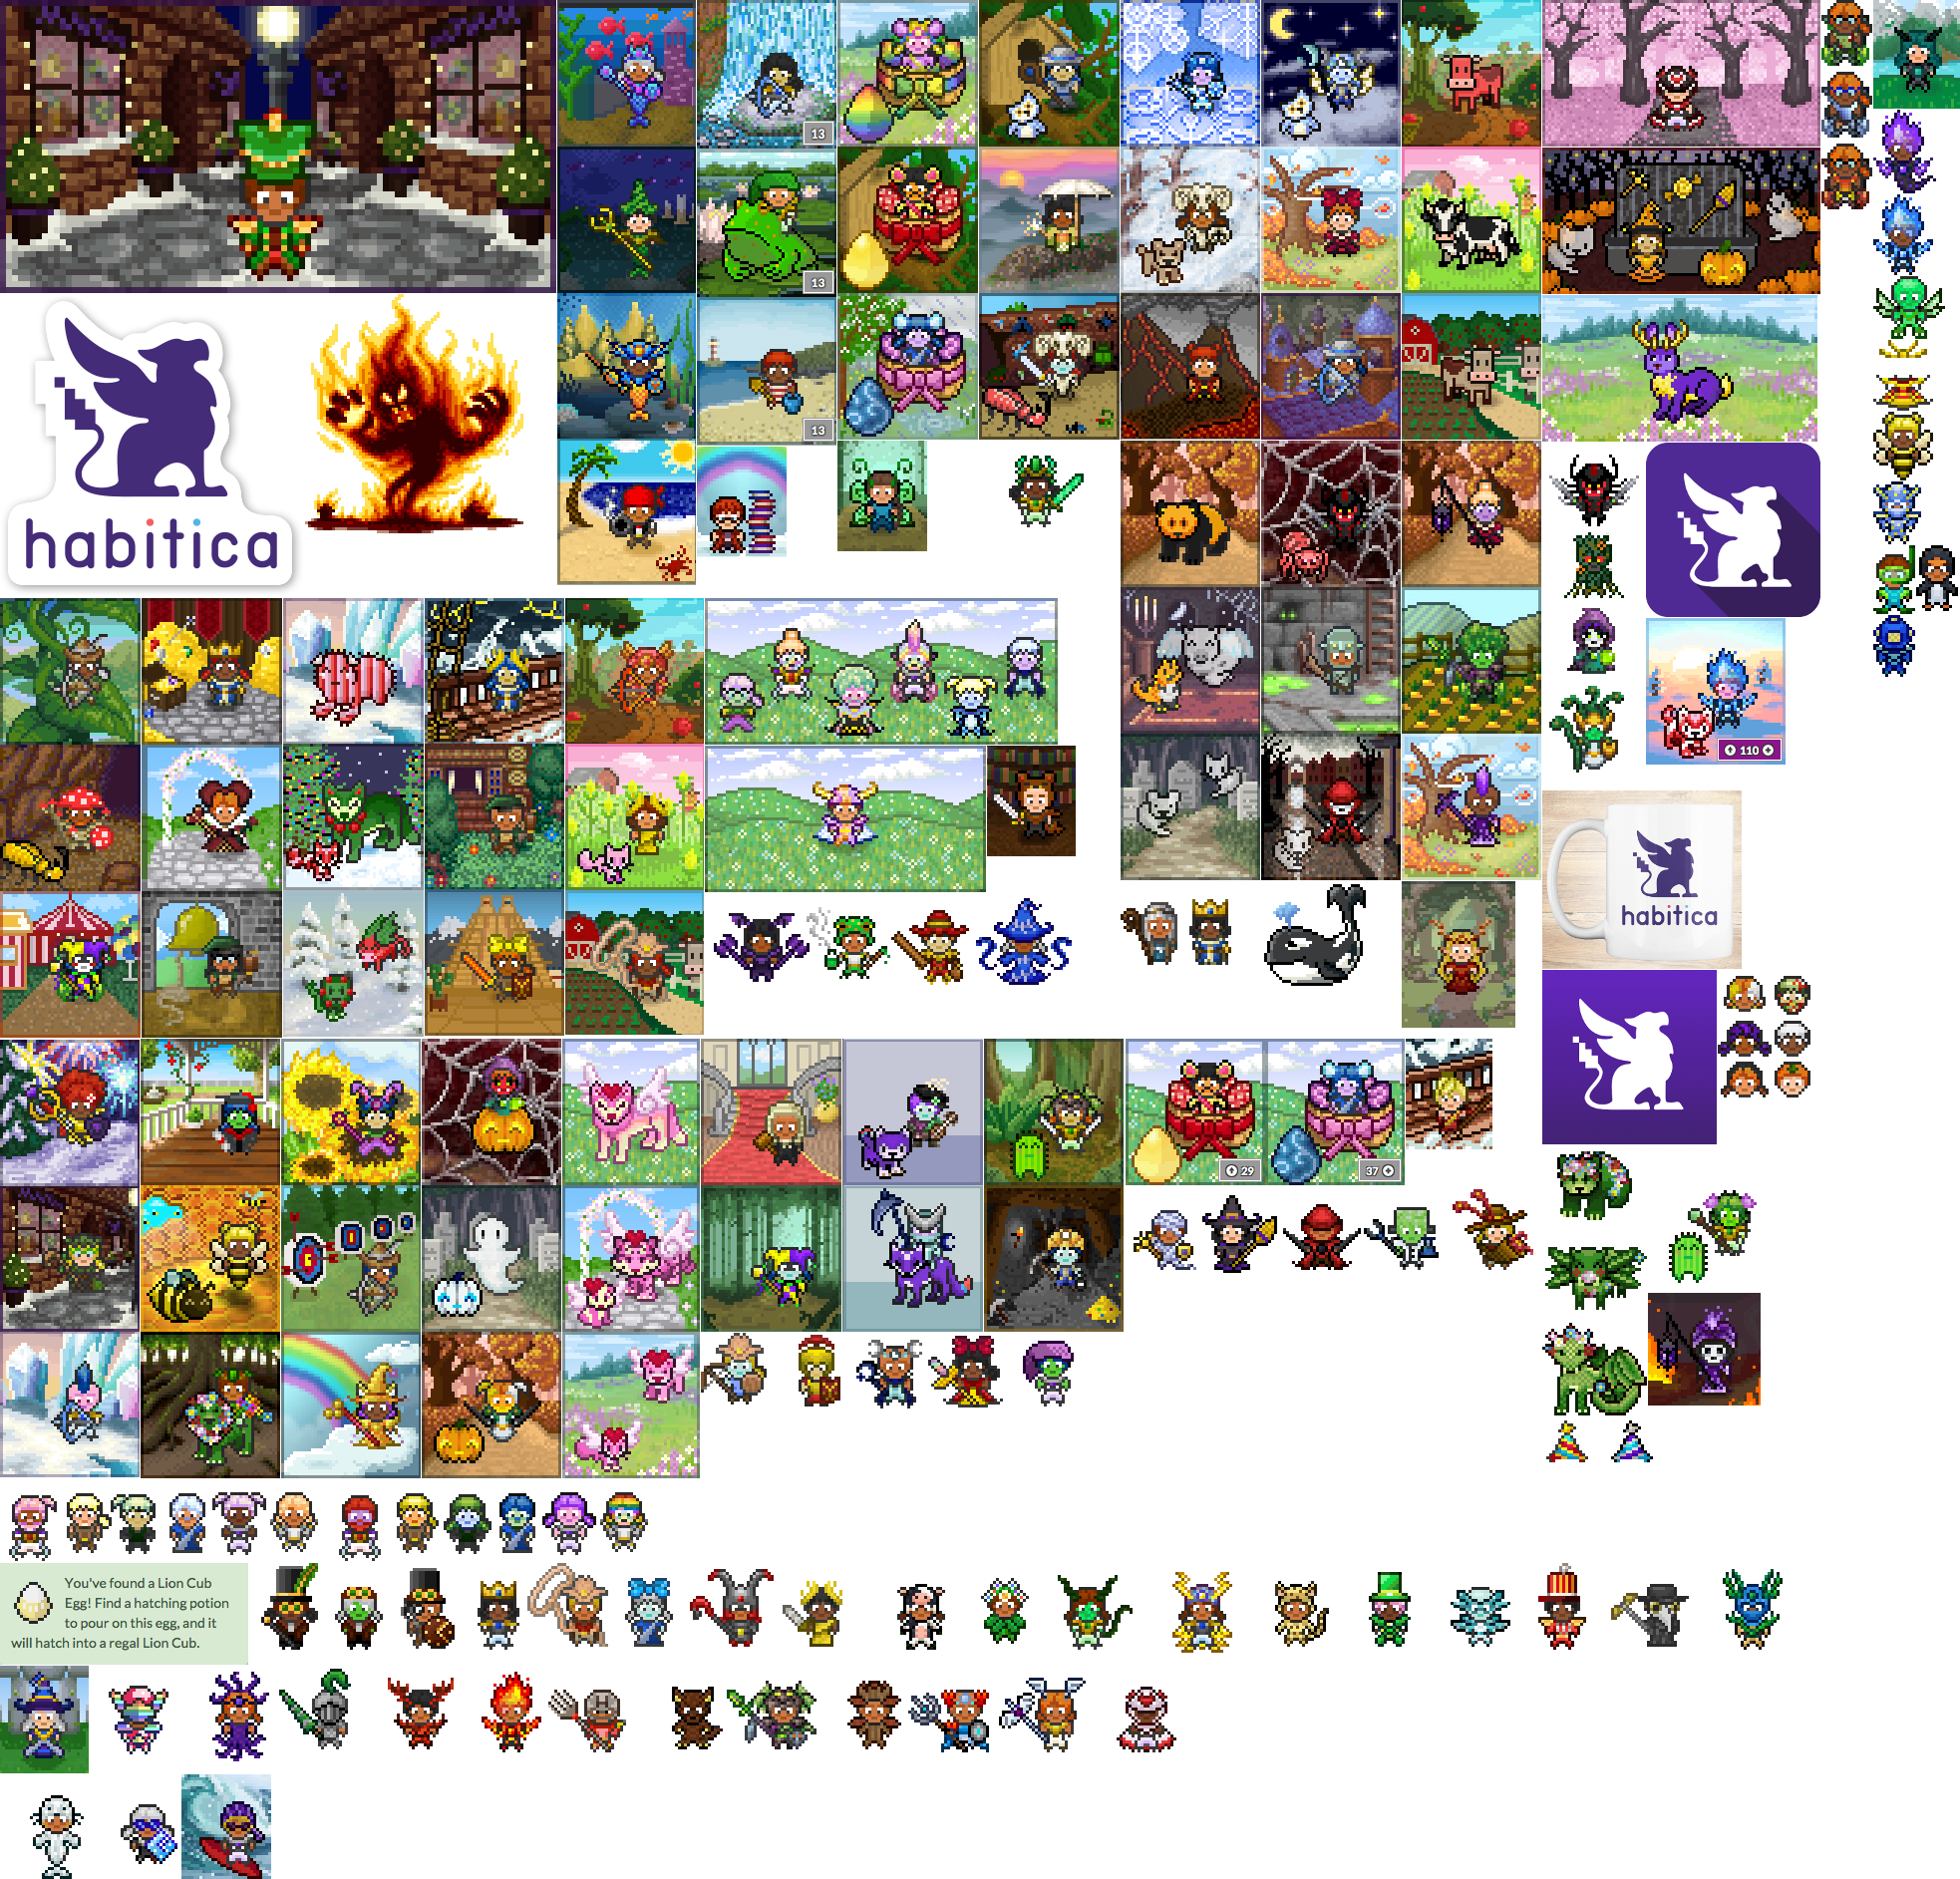 13
13
13
habitica
110
habitica
29
37
You've found a Lion Cub
Egg! Find a hatching potion
to pour on this egg, and it
will hatch into a regal Lion Cub.